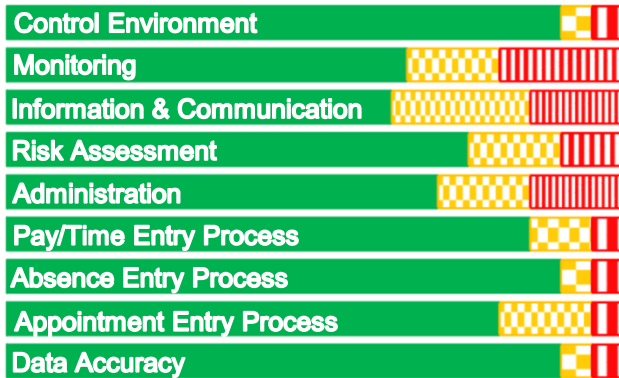 Control Environment
Monitoring
Information & Communication
Risk Assessment
Administration
Pay/Time Entry Process
Absence Entry Process
Appointment Entry Process
Data Accuracy